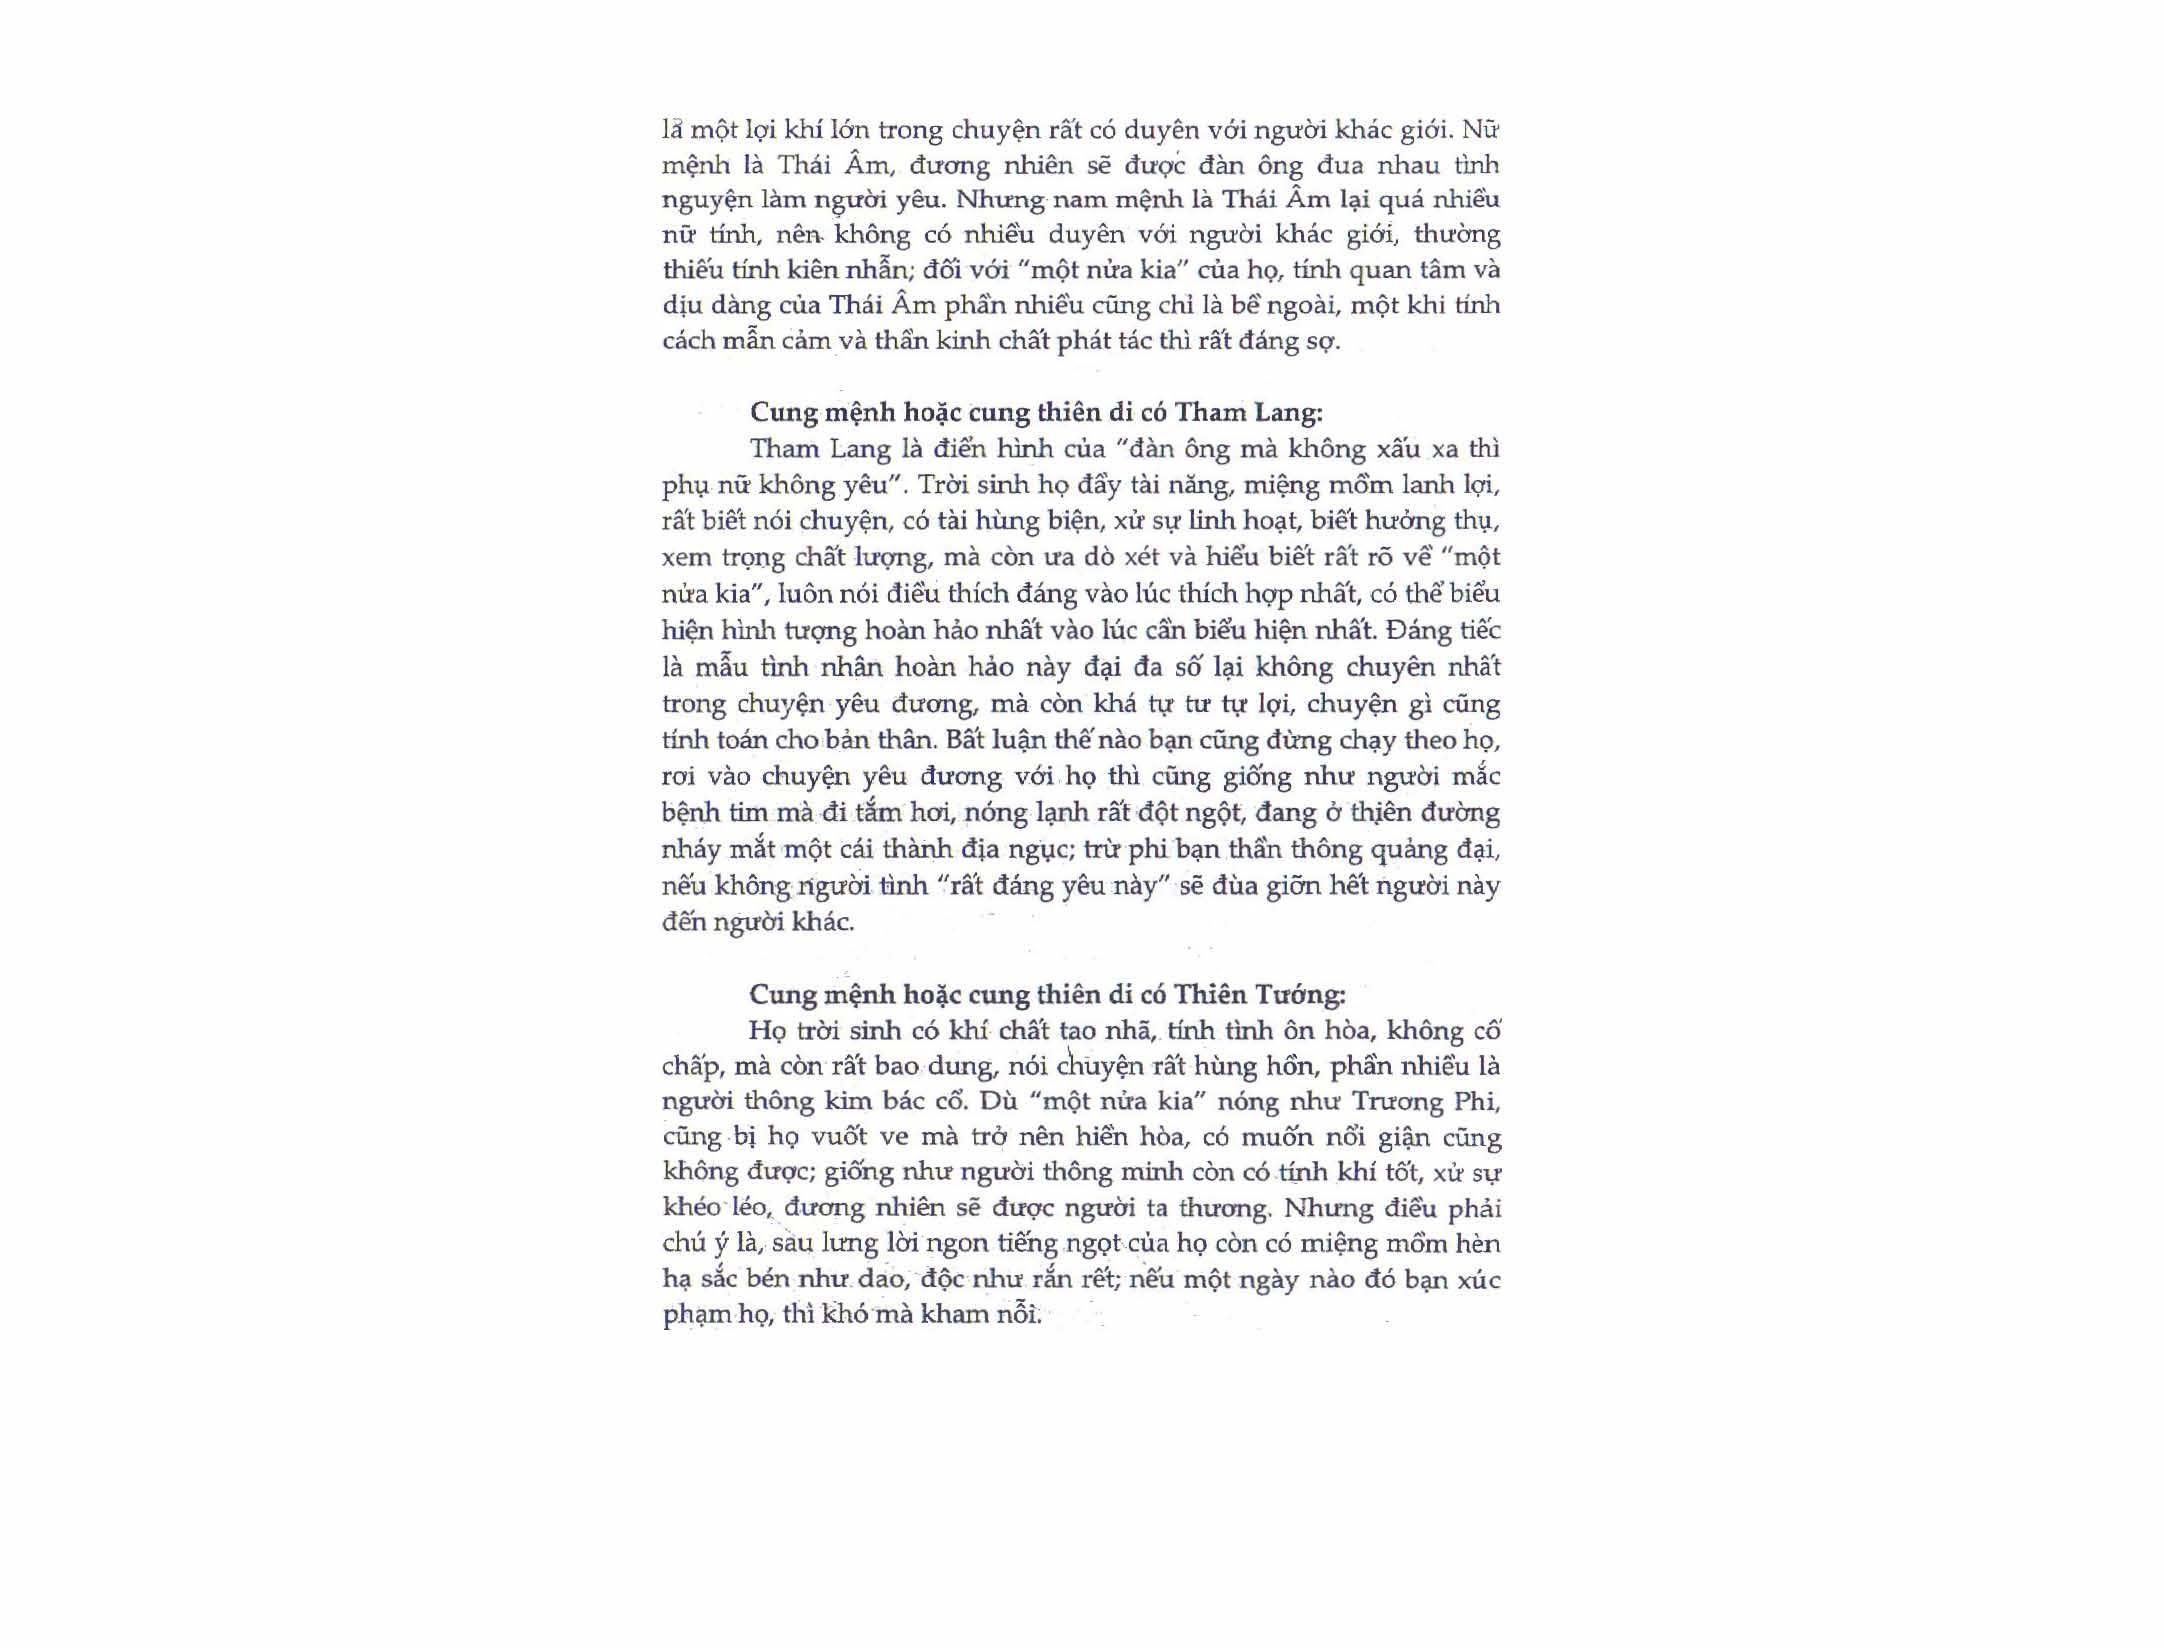 là một lợi khí lớn trong chuyện rất có duyên với người khác giới. Nữ
mệnh là Thái Âm, đương nhiên sẽ được đàn ông đua nhau tình
nguyện làm người yêu. Nhưng nam mệnh là Thái Âm lại quá nhiều
nữ tính, nên không có nhiều duyên với người khác giới, thường
thiếu tính kiên nhẫn; đối với "một nửa kia" của họ, tính quan tâm và
dịu dàng của Thái Âm phần nhiều cũng chỉ là bề ngoài, một khi tính
cách mẫn cảm và thần kinh chất phát tác thì rất đáng sợ.
Cung mệnh hoặc cung thiên di có Tham Lang:
Tham Lang là điển hình của "đàn ông mà không xấu xa thì
phụ nữ không yêu". Trời sinh họ đầy tài năng, miệng mồm lanh lợi,
rất biết nói chuyện, có tài hùng biện, xử sự linh hoạt, biết hưởng thụ,
xem trọng chất lượng, mà còn ưa dò xét và hiểu biết rất rõ về "một
nửa kia", luôn nói điều thích đáng vào lúc thích hợp nhất, có thể biểu
hiện hình tượng hoàn hảo nhất vào lúc cần biểu hiện nhất. Đáng tiếc
là mẫu tình nhân hoàn hảo này đại đa số lại không chuyên nhất
trong chuyện yêu đương, mà còn khá tự tư tự lợi, chuyện gì cũng
tính toán cho bản thân. Bất luận thế nào bạn cũng đừng chạy theo họ,
rơi vào chuyện yêu đương với họ thì cũng giống như người mắc
bệnh tim mà đi tắm hơi, nóng lạnh rất đột ngột, đang ở thiên đường
nháy mắt một cái thành địa ngục; trừ phi bạn thần thông quảng đại,
nếu không người tình "rất đáng yêu này" sẽ đùa giỡn hết người này
đến người khác.
Cung mệnh hoặc cung thiên di có Thiên Tướng:
Họ trời sinh có khí chất tao nhã, tính tình ôn hòa, không cố
chấp, mà còn rất bao dung, nói chuyện rất hùng hồn, phần nhiều là
người thông kim bác cổ. Dù "một nửa kia" nóng như Trương Phi,
cũng bị họ vuốt ve mà trở nên hiền hòa, có muốn nổi giận cũng
không được; giống như người thông minh còn có tính khí tốt, xử sự
khéo léo, đương nhiên sẽ được người ta thương. Nhưng điều phải
chú ý là, sau lưng lời ngon tiếng ngọt của họ còn có miệng mồm hèn
hạ sắc bén như dao, độc như rắn rết; nếu một ngày nào đó bạn xúc
phạm họ, thì khó mà kham nỗi.